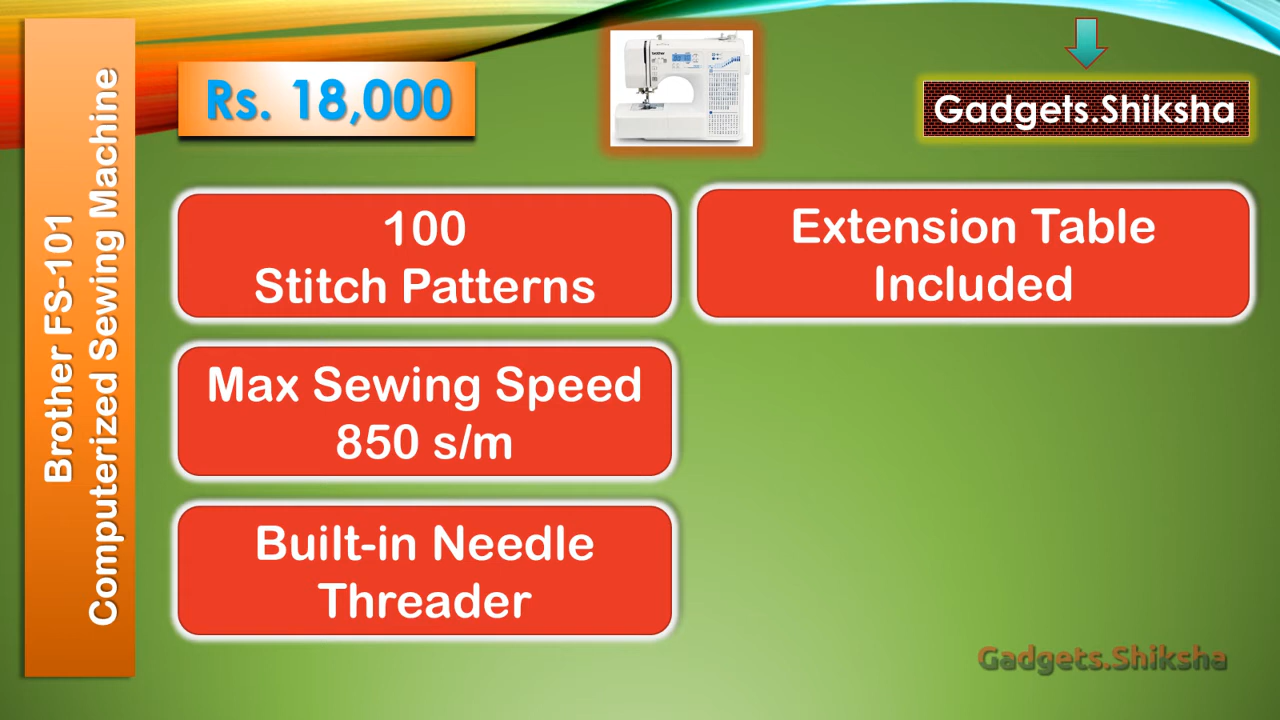 Brother FS-101
Computerized Sewing Machine
Rs. 18,000
brother
Gadgets.Shiksha
100
Stitch Patterns
Extension Table
Included
Max Sewing Speed
850 s/m
Built-in Needle
Threader
Gadgets.Shiksha